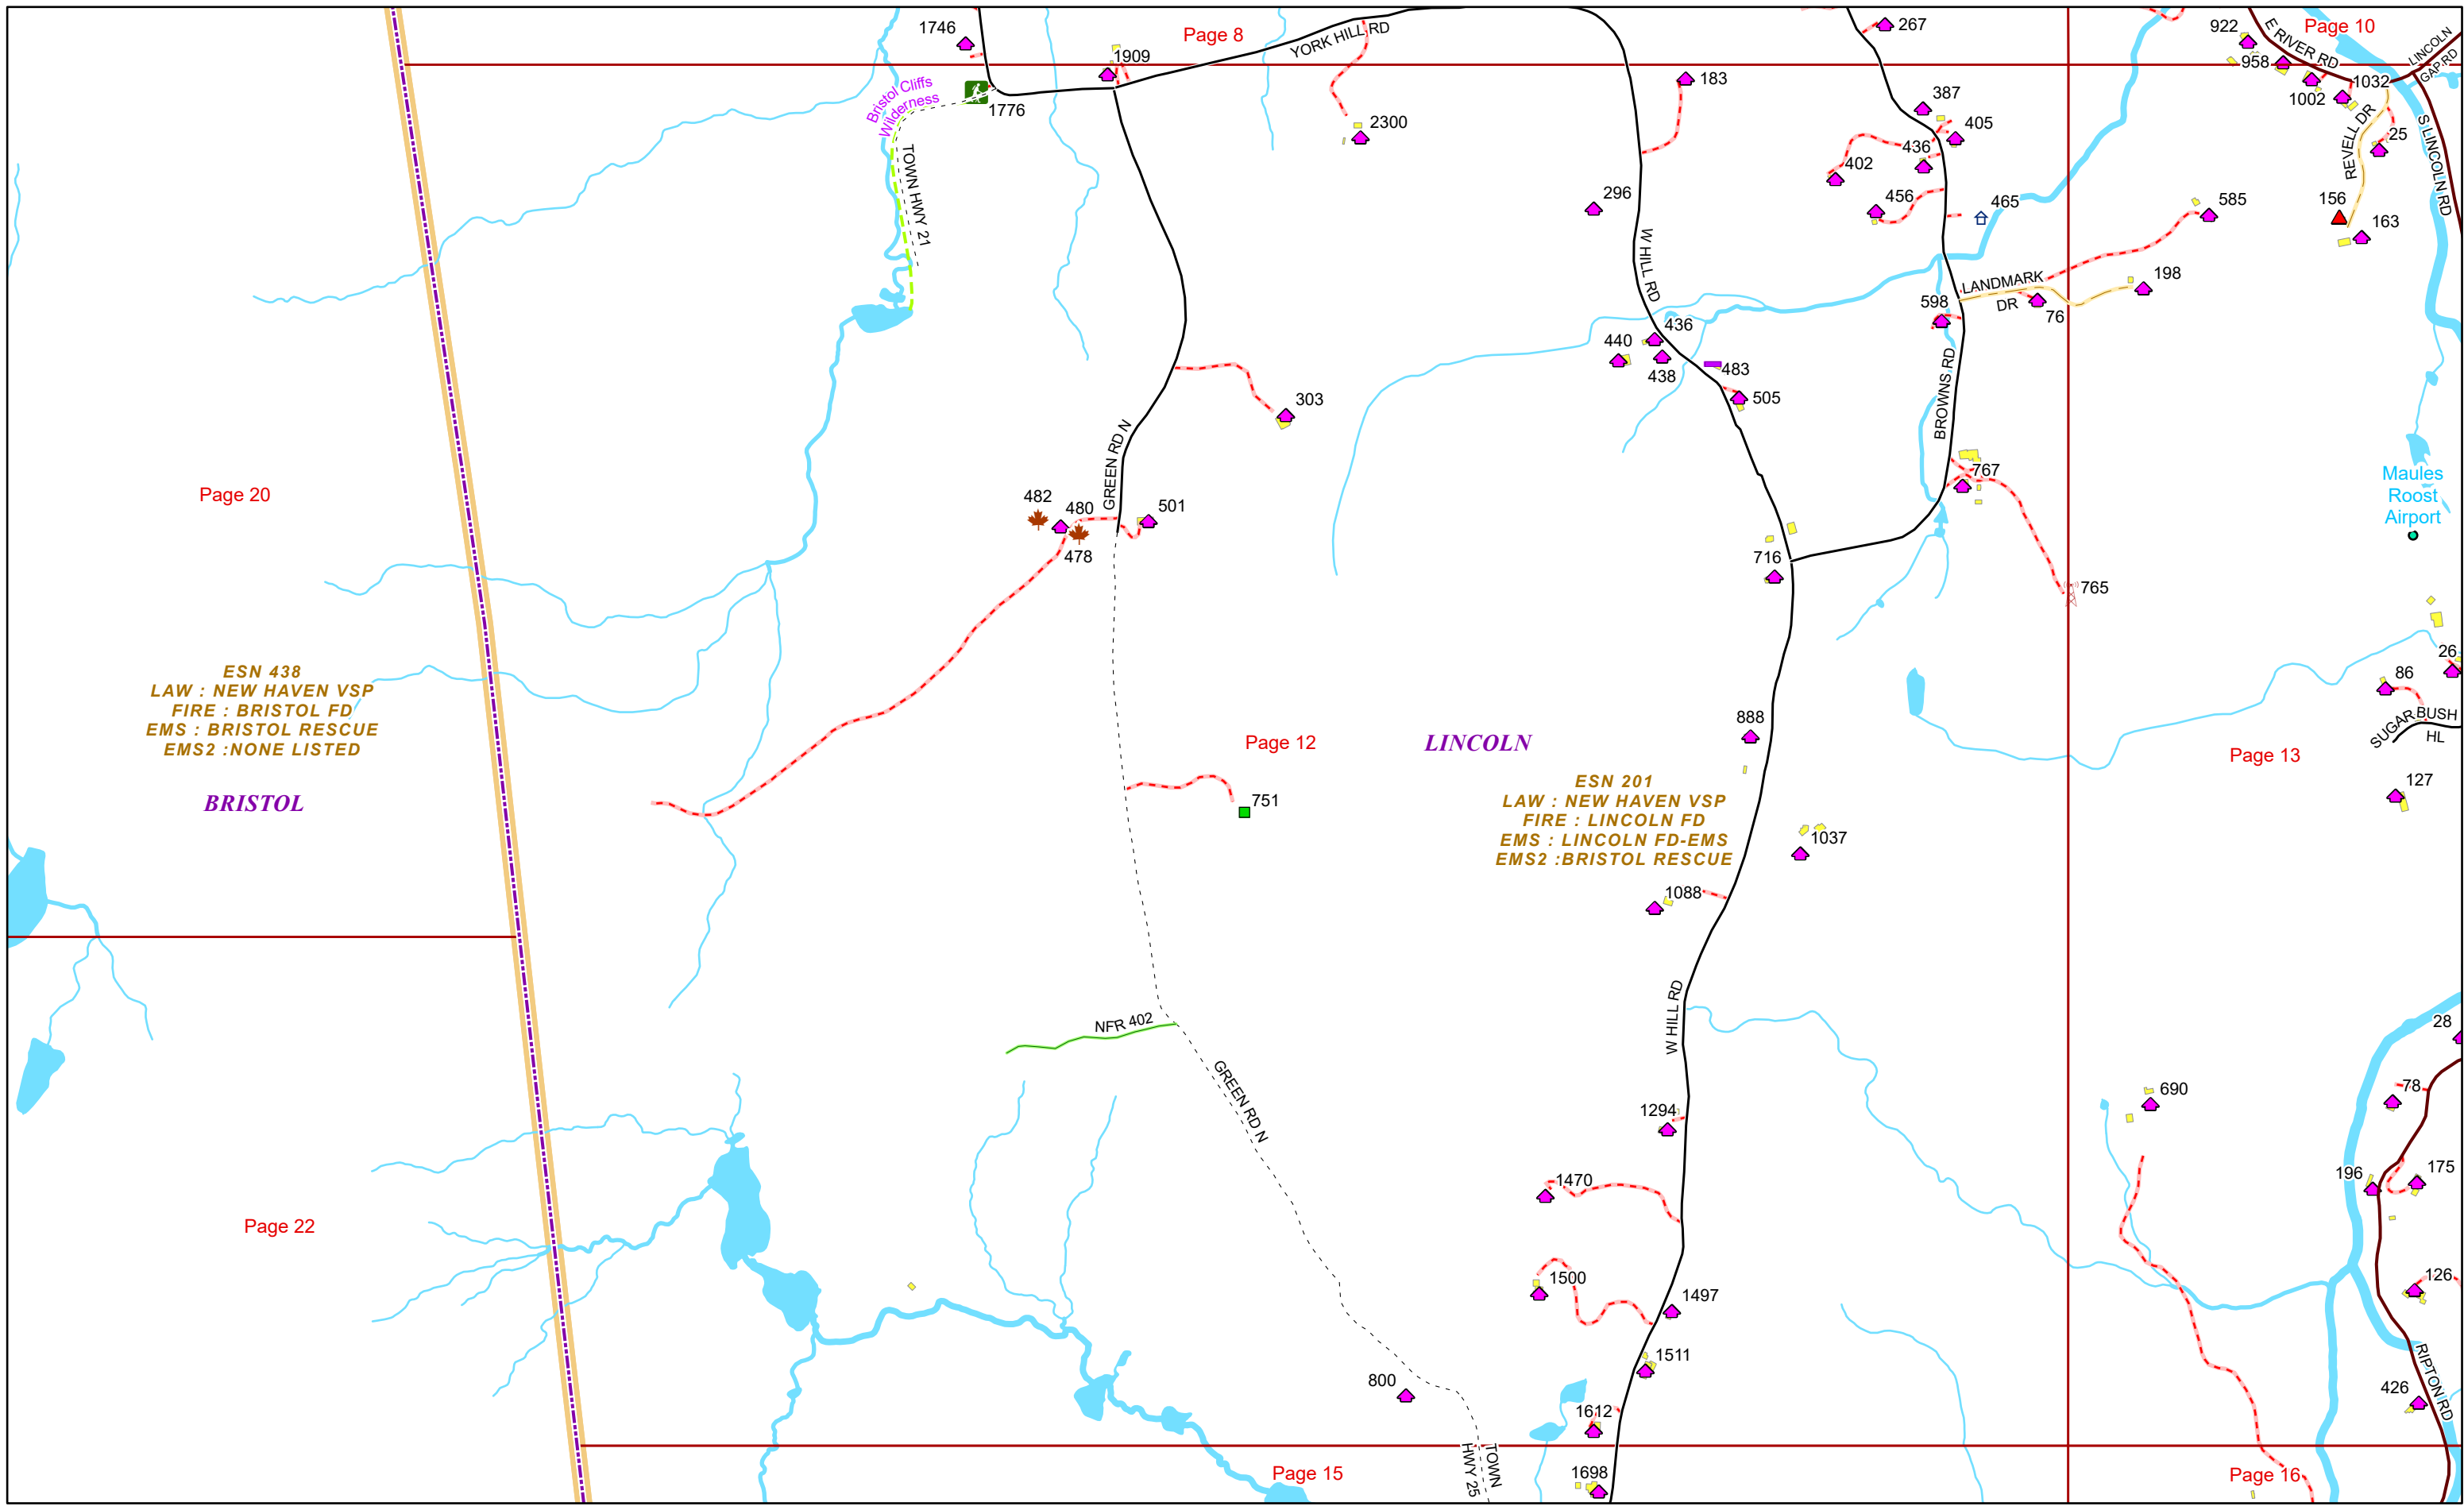 1746
Page 8
YORK HILL RD
267
922
E RIVER RD
Page 10
LINCOLN
GAP RD
1909
958
1032
1002
183
Bristol Cliffs
Wilderness
1776
2300
387
405
REVELL DR
25
S LINCOLN RD
436
402
TOWN HWY 21
296
456
465
585
156
163
W HILL RD
LANDMARK
DR
198
598
76
436
440
438
483
505
303
BROWNS RD
GREEN RD N
Page 20
482
480
501
478
767
Maules
Roost
Airport
716
765
ESN 438
LAW : NEW HAVEN VSP
FIRE : BRISTOL FD
EMS : BRISTOL RESCUE
EMS2 :NONE LISTED
BRISTOL
26
86
SUGAR BUSH
HL
888
Page 12
LINCOLN
Page 13
ESN 201
LAW : NEW HAVEN VSP
FIRE : LINCOLN FD
EMS : LINCOLN FD-EMS
EMS2 :BRISTOL RESCUE
751
127
1037
1088
W HILL RD
NFR 402
28
GREEN RD N
78
690
1294
1470
196
175
Page 22
1500
1497
126
1511
RIPTON RD
800
426
1612
TOWN
HWY 25
1698
Page 15
Page 16